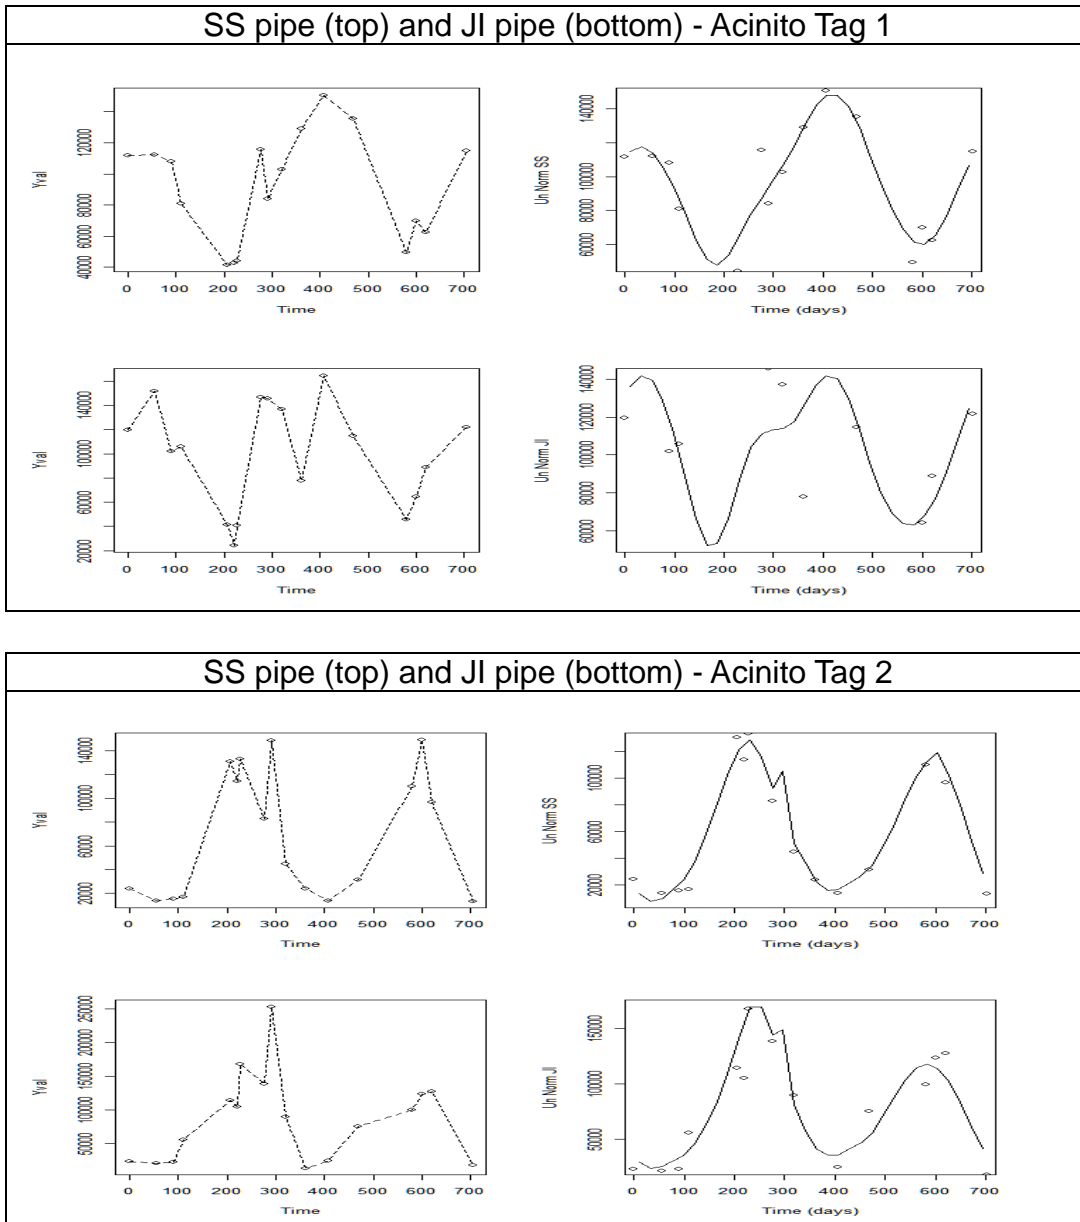 SS pipe (top) and JI pipe (bottom) - Acinito Tag 1
Yval
40000 60000 80000 120000
0 100 200 300 400 500 600 700
Time
Un Norm SS
60000 80000 100000 140000
0 100 200 300 400 500 600 700
Time (days)
Yval
20000 60000 100000 140000
0 100 200 300 400 500 600 700
Time
Un Norm JI
60000 80000 100000 120000 140000
0 100 200 300 400 500 600 700
Time (days)
SS pipe (top) and JI pipe (bottom) - Acinito Tag 2
Yval
20000 60000 100000 140000
0 100 200 300 400 500 600 700
Time
Un Norm SS
20000 60000 100000
0 100 200 300 400 500 600 700
Time (days)
Yval
50000 100000 150000 200000 250000
0 100 200 300 400 500 600 700
Time
Un Norm JI
50000 100000 150000
0 100 200 300 400 500 600 700
Time (days)